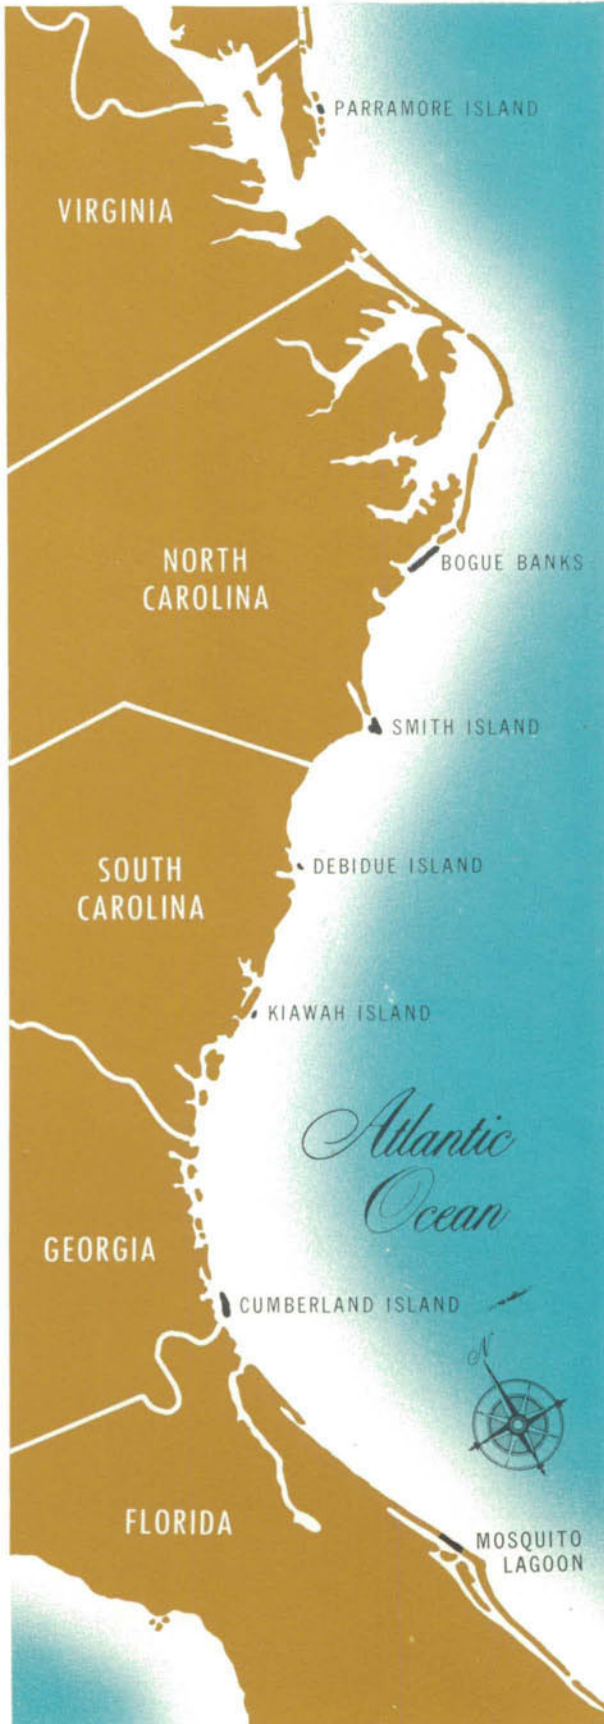 PARRAMORE ISLAND
VIRGINIA
NORTH
CAROLINA
BOGUE BANKS
SMITH ISLAND
SOUTH
CAROLINA
DEBIDUE ISLAND
KIAWAH ISLAND
Atlantic
Ocean
GEORGIA
CUMBERLAND ISLAND
N
FLORIDA
MOSQUITO
LAGOON